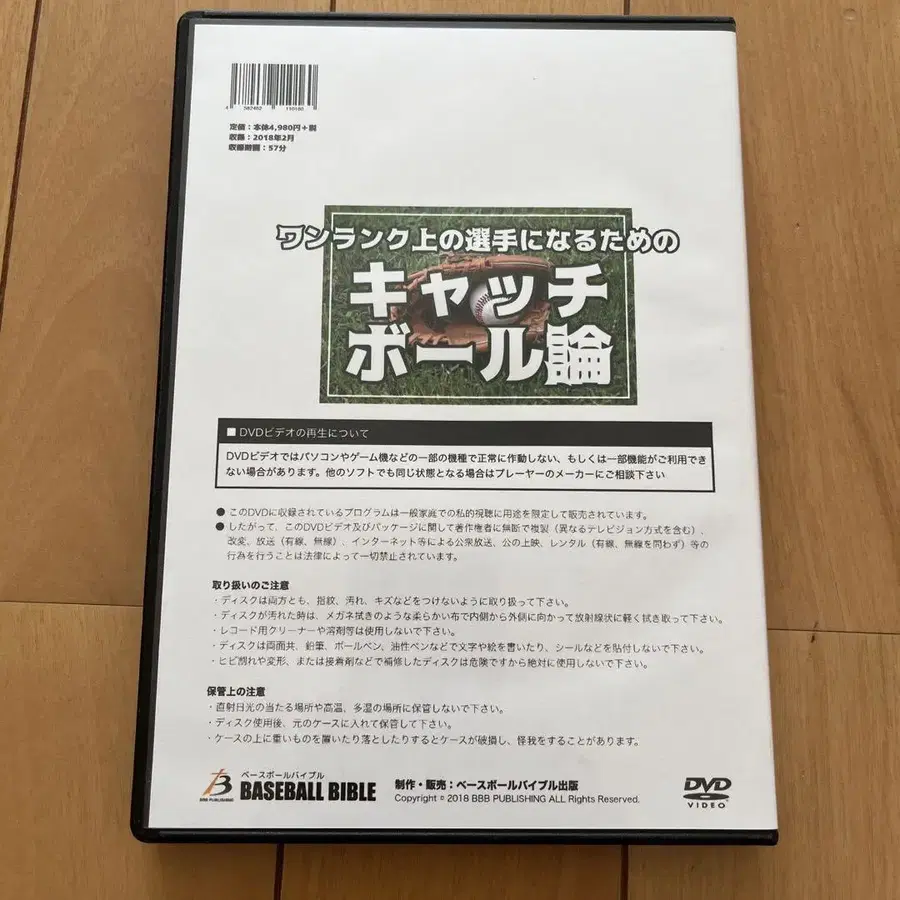 定価：本体4,980円＋税
収録：2018年2月
収録時間：57分
ワンランク上の選手になるための
キャッチ
ボール論
■ DVDビデオの再生について
DVDビデオではパソコンやゲーム機などの一部の機種で正常に作動しない、もしくは一部機能がご利用でき
ない場合があります。他のソフトでも同じ状態となる場合はプレーヤーのメーカーにご相談下さい
● このDVDに収録されているプログラムは一般家庭での私的視聴に用途を限定して販売されています。
● したがって、このDVDビデオ及びパッケージに関して著作権者に無断で複製（異なるテレビジョン方式を含む）、
改変、放送（有線、無線）、インターネット等による公衆放送、公の上映、レンタル（有線、無線を問わず）等の
行為を行うことは法律によって一切禁止されています。
取り扱いのご注意
・ディスクは両方とも、指紋、汚れ、キズなどをつけないように取り扱って下さい。
・ディスクが汚れた時は、メガネ拭きのような柔らかい布で内側から外側に向かって放射線状に軽く拭き取って下さい。
・レコード用クリーナーや溶剤等は使用しないで下さい。
・ディスクは両面共、鉛筆、ボールペン、油性ペンなどで文字や絵を書いたり、シールなどを貼付しないで下さい。
・ヒビ割れや変形、または接着剤などで補修したディスクは危険ですから絶対に使用しないで下さい。
保管上の注意
・直射日光の当たる場所や高温、多湿の場所に保管しないで下さい。
・ディスク使用後、元のケースに入れて保管して下さい。
・ケースの上に重いものを置いたり落としたりするとケースが破損し、怪我をすることがあります。
ベースボールバイブル
BASEBALL BIBLE
BBB PUBLISHING
制作・販売：ベースボールバイブル出版
Copyright © 2018 BBB PUBLISHING ALL Rights Reserved.
DVD
VIDEO